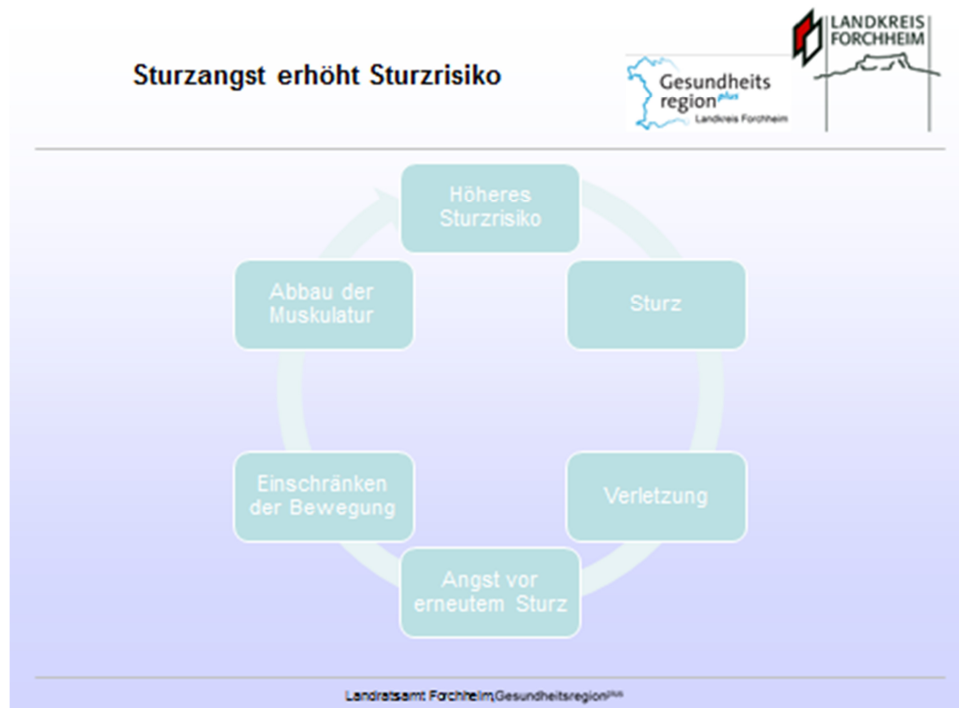 Sturzangst erhöht Sturzrisiko
Gesundheits
region plus
Landkreis Forchheim
LANDKREIS
FORCHHEIM
Höheres
Sturzrisiko
Sturz
Verletzung
Angst vor
erneutem Sturz
Einschränken
der Bewegung
Abbau der
Muskulatur
Landratsamt Forchheim,Gesundheitsregionplus